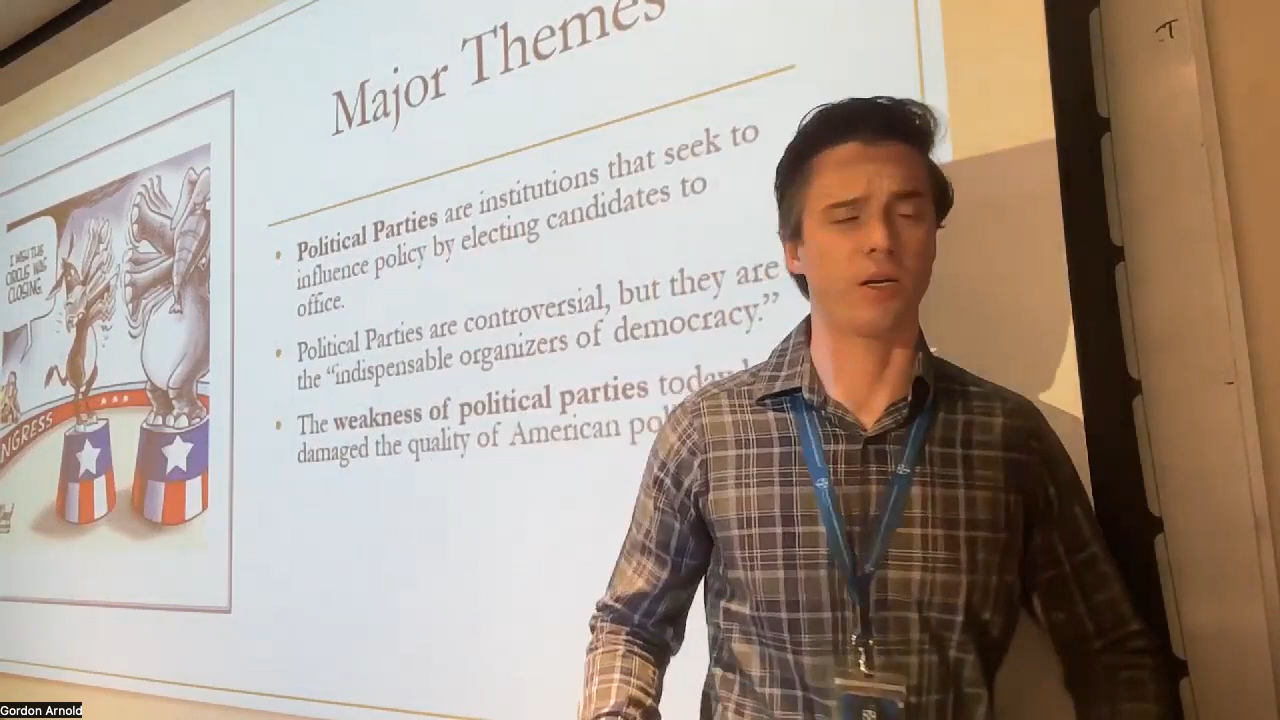 Major Themes
Political Parties are institutions that seek to
influence policy by electing candidates to
office.
Political Parties are controversial, but they are
the “indispensable organizers of democracy.”
The weakness of political parties today
damaged the quality of American
I WISH THE
CIRCUS WAS
CLOSING.
NGRESS
Gordon Arnold